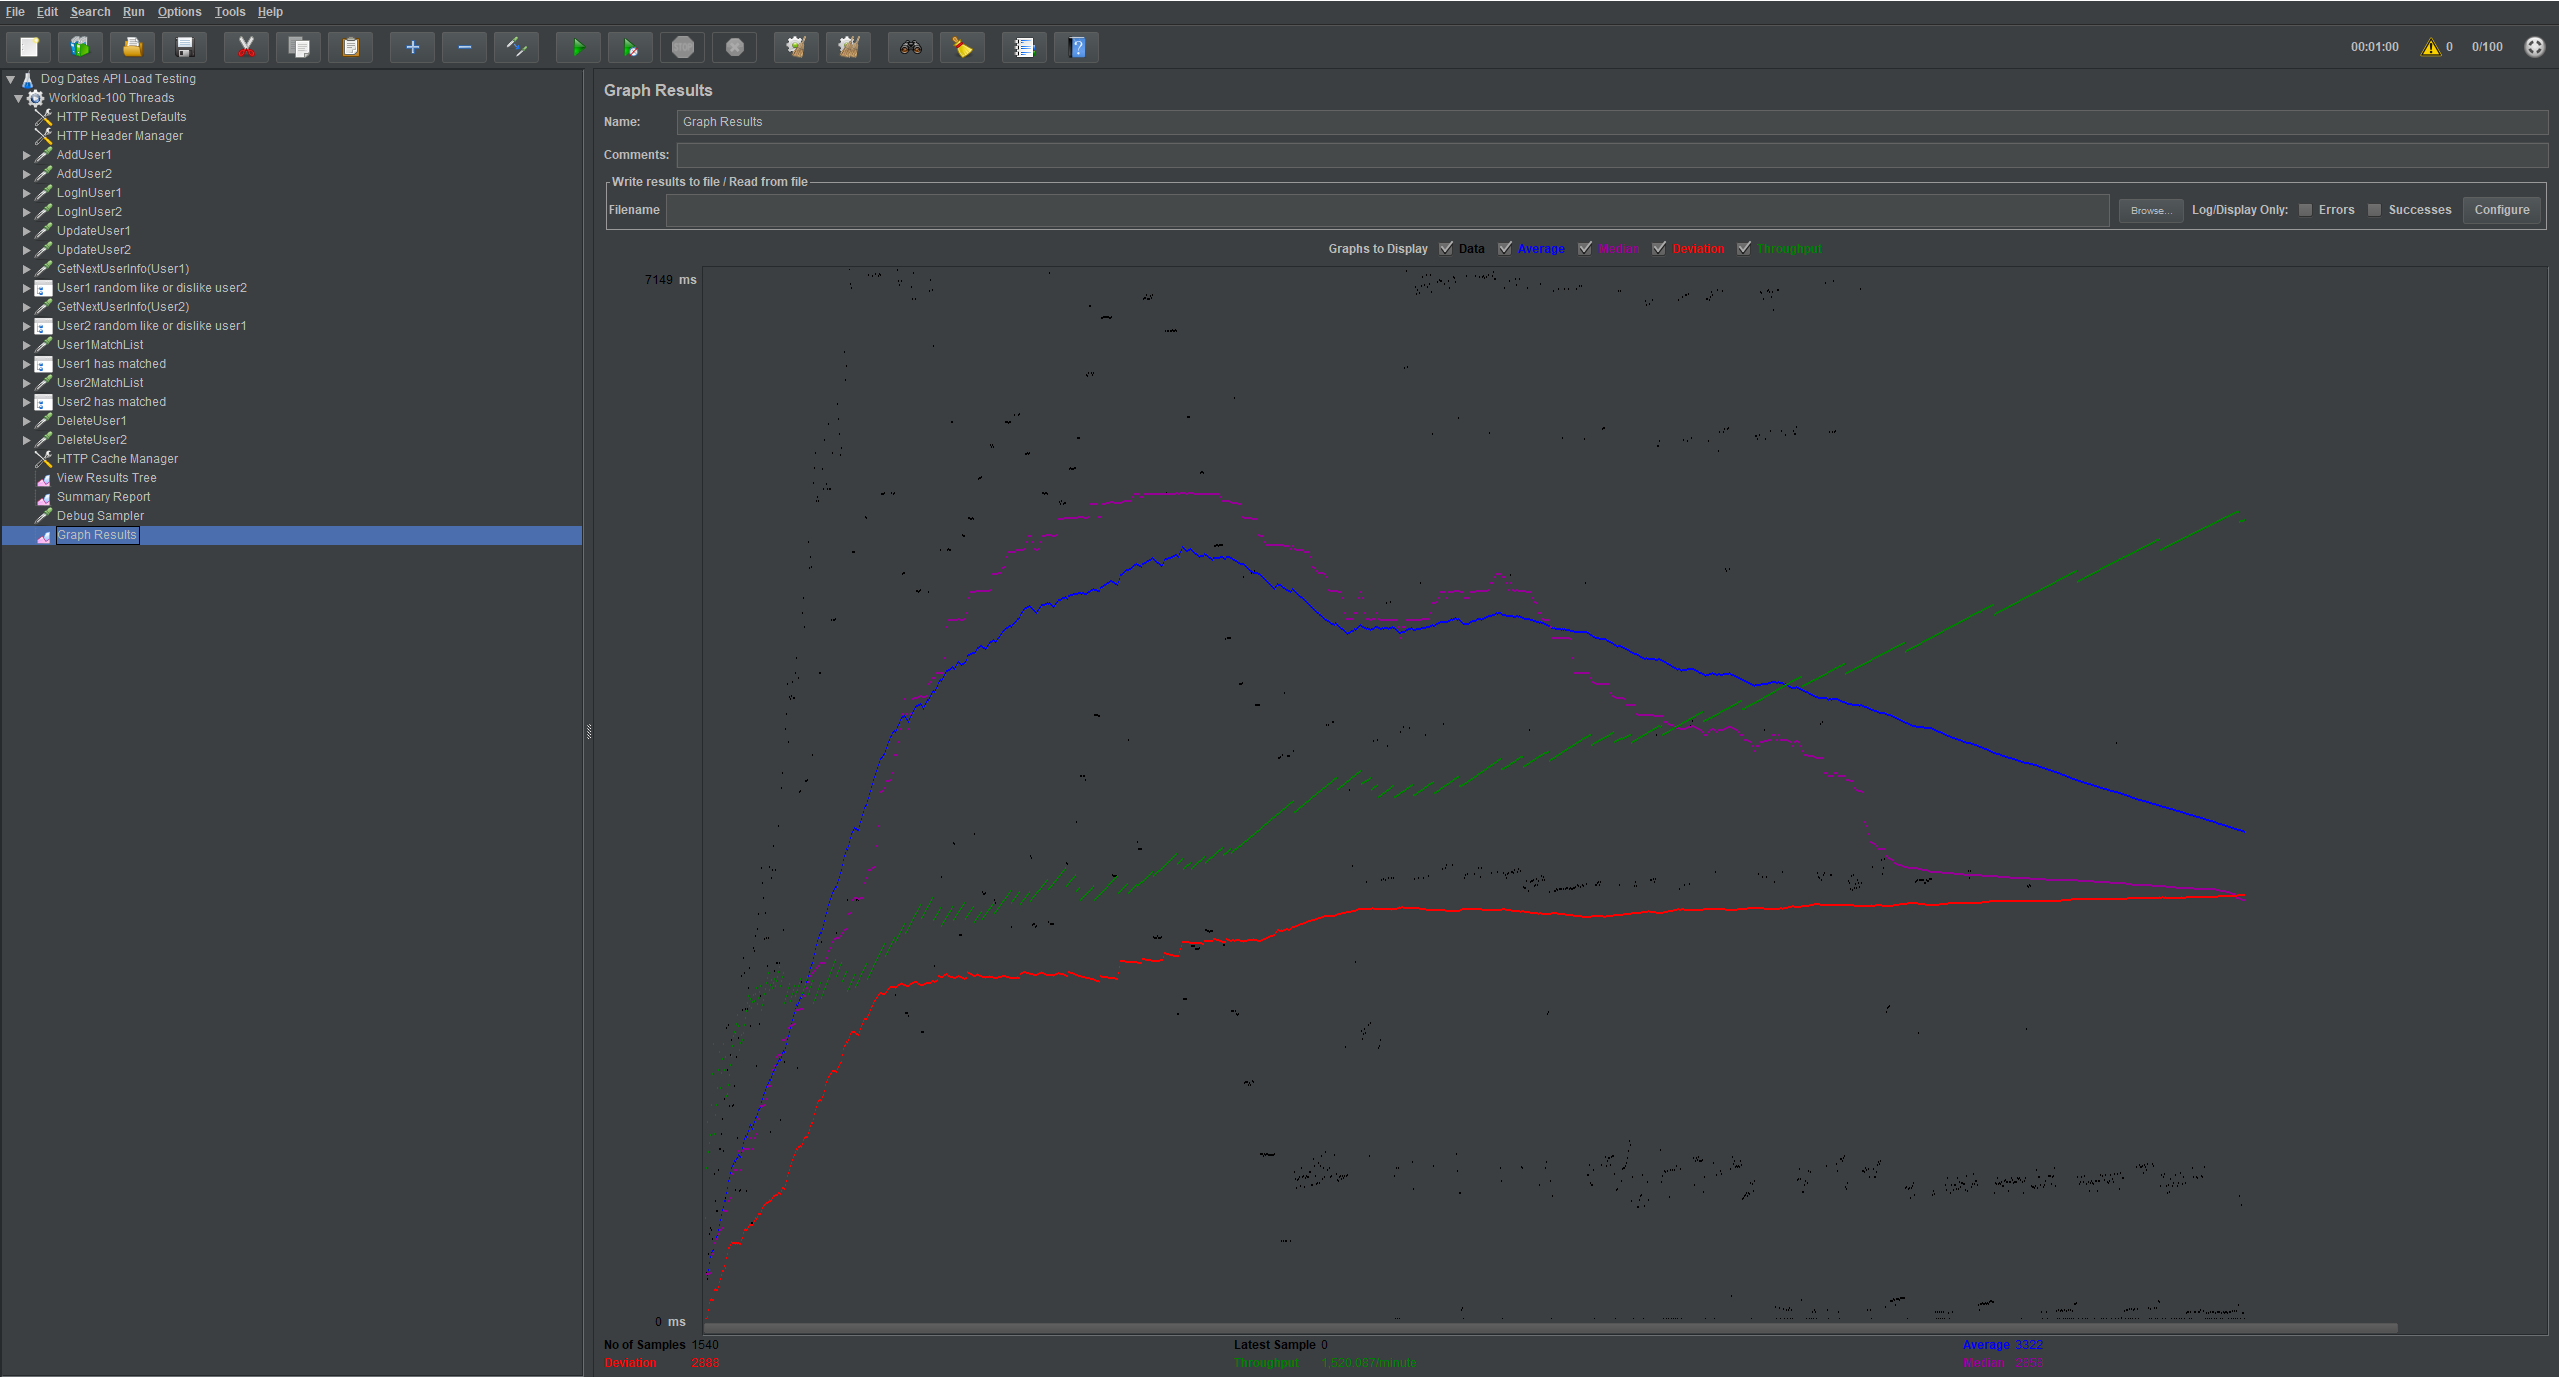 File Edit Search Run Options Tools Help
STOP
00:01:00 0 0/100
Dog Dates API Load Testing
Workload-100 Threads
HTTP Request Defaults
HTTP Header Manager
AddUser1
AddUser2
LogInUser1
LogInUser2
UpdateUser1
UpdateUser2
GetNextUserInfo(User1)
User1 random like or dislike user2
GetNextUserInfo(User2)
User2 random like or dislike user1
User1MatchList
User1 has matched
User2MatchList
User2 has matched
DeleteUser1
DeleteUser2
HTTP Cache Manager
View Results Tree
Summary Report
Debug Sampler
Graph Results
Graph Results
Name: Graph Results
Comments:
Write results to file / Read from file
Filename Browse... Log/Display Only: Errors Successes Configure
Graphs to Display Data Average Median Deviation Throughput
7149 ms
0 ms
No of Samples 1540 Latest Sample 0 Average 3322
Deviation 2888 Throughput 1,520.087/minute Median